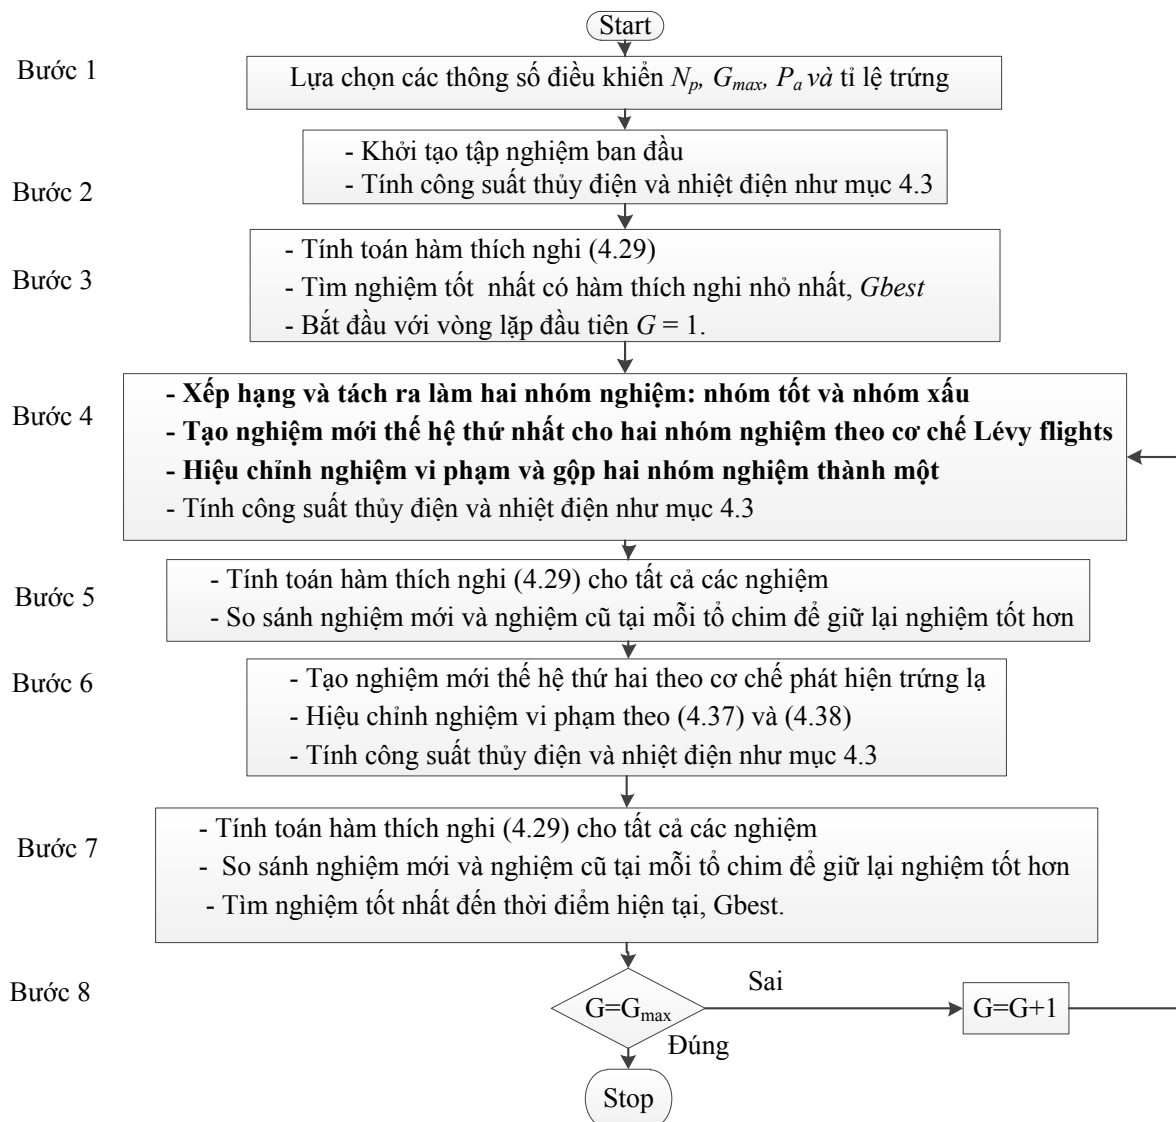 Start
Bước 1
Lựa chọn các thông số điều khiển Np, Gmax, Pa và tỉ lệ trứng
- Khởi tạo tập nghiệm ban đầu
Bước 2
- Tính công suất thủy điện và nhiệt điện như mục 4.3
- Tính toán hàm thích nghi (4.29)
Bước 3
- Tìm nghiệm tốt nhất có hàm thích nghi nhỏ nhất, Gbest
- Bắt đầu với vòng lặp đầu tiên G = 1.
- Xếp hạng và tách ra làm hai nhóm nghiệm: nhóm tốt và nhóm xấu
Bước 4
- Tạo nghiệm mới thế hệ thứ nhất cho hai nhóm nghiệm theo cơ chế Lévy flights
- Hiệu chỉnh nghiệm vi phạm và gộp hai nhóm nghiệm thành một
- Tính công suất thủy điện và nhiệt điện như mục 4.3
- Tính toán hàm thích nghi (4.29) cho tất cả các nghiệm
Bước 5
- So sánh nghiệm mới và nghiệm cũ tại mỗi tổ chim để giữ lại nghiệm tốt hơn
Bước 6
- Tạo nghiệm mới thế hệ thứ hai theo cơ chế phát hiện trứng lạ
- Hiệu chỉnh nghiệm vi phạm theo (4.37) và (4.38)
- Tính công suất thủy điện và nhiệt điện như mục 4.3
- Tính toán hàm thích nghi (4.29) cho tất cả các nghiệm
Bước 7
- So sánh nghiệm mới và nghiệm cũ tại mỗi tổ chim để giữ lại nghiệm tốt hơn
- Tìm nghiệm tốt nhất đến thời điểm hiện tại, Gbest.
Bước 8
G=Gmax
Sai
G=G+1
Đúng
Stop